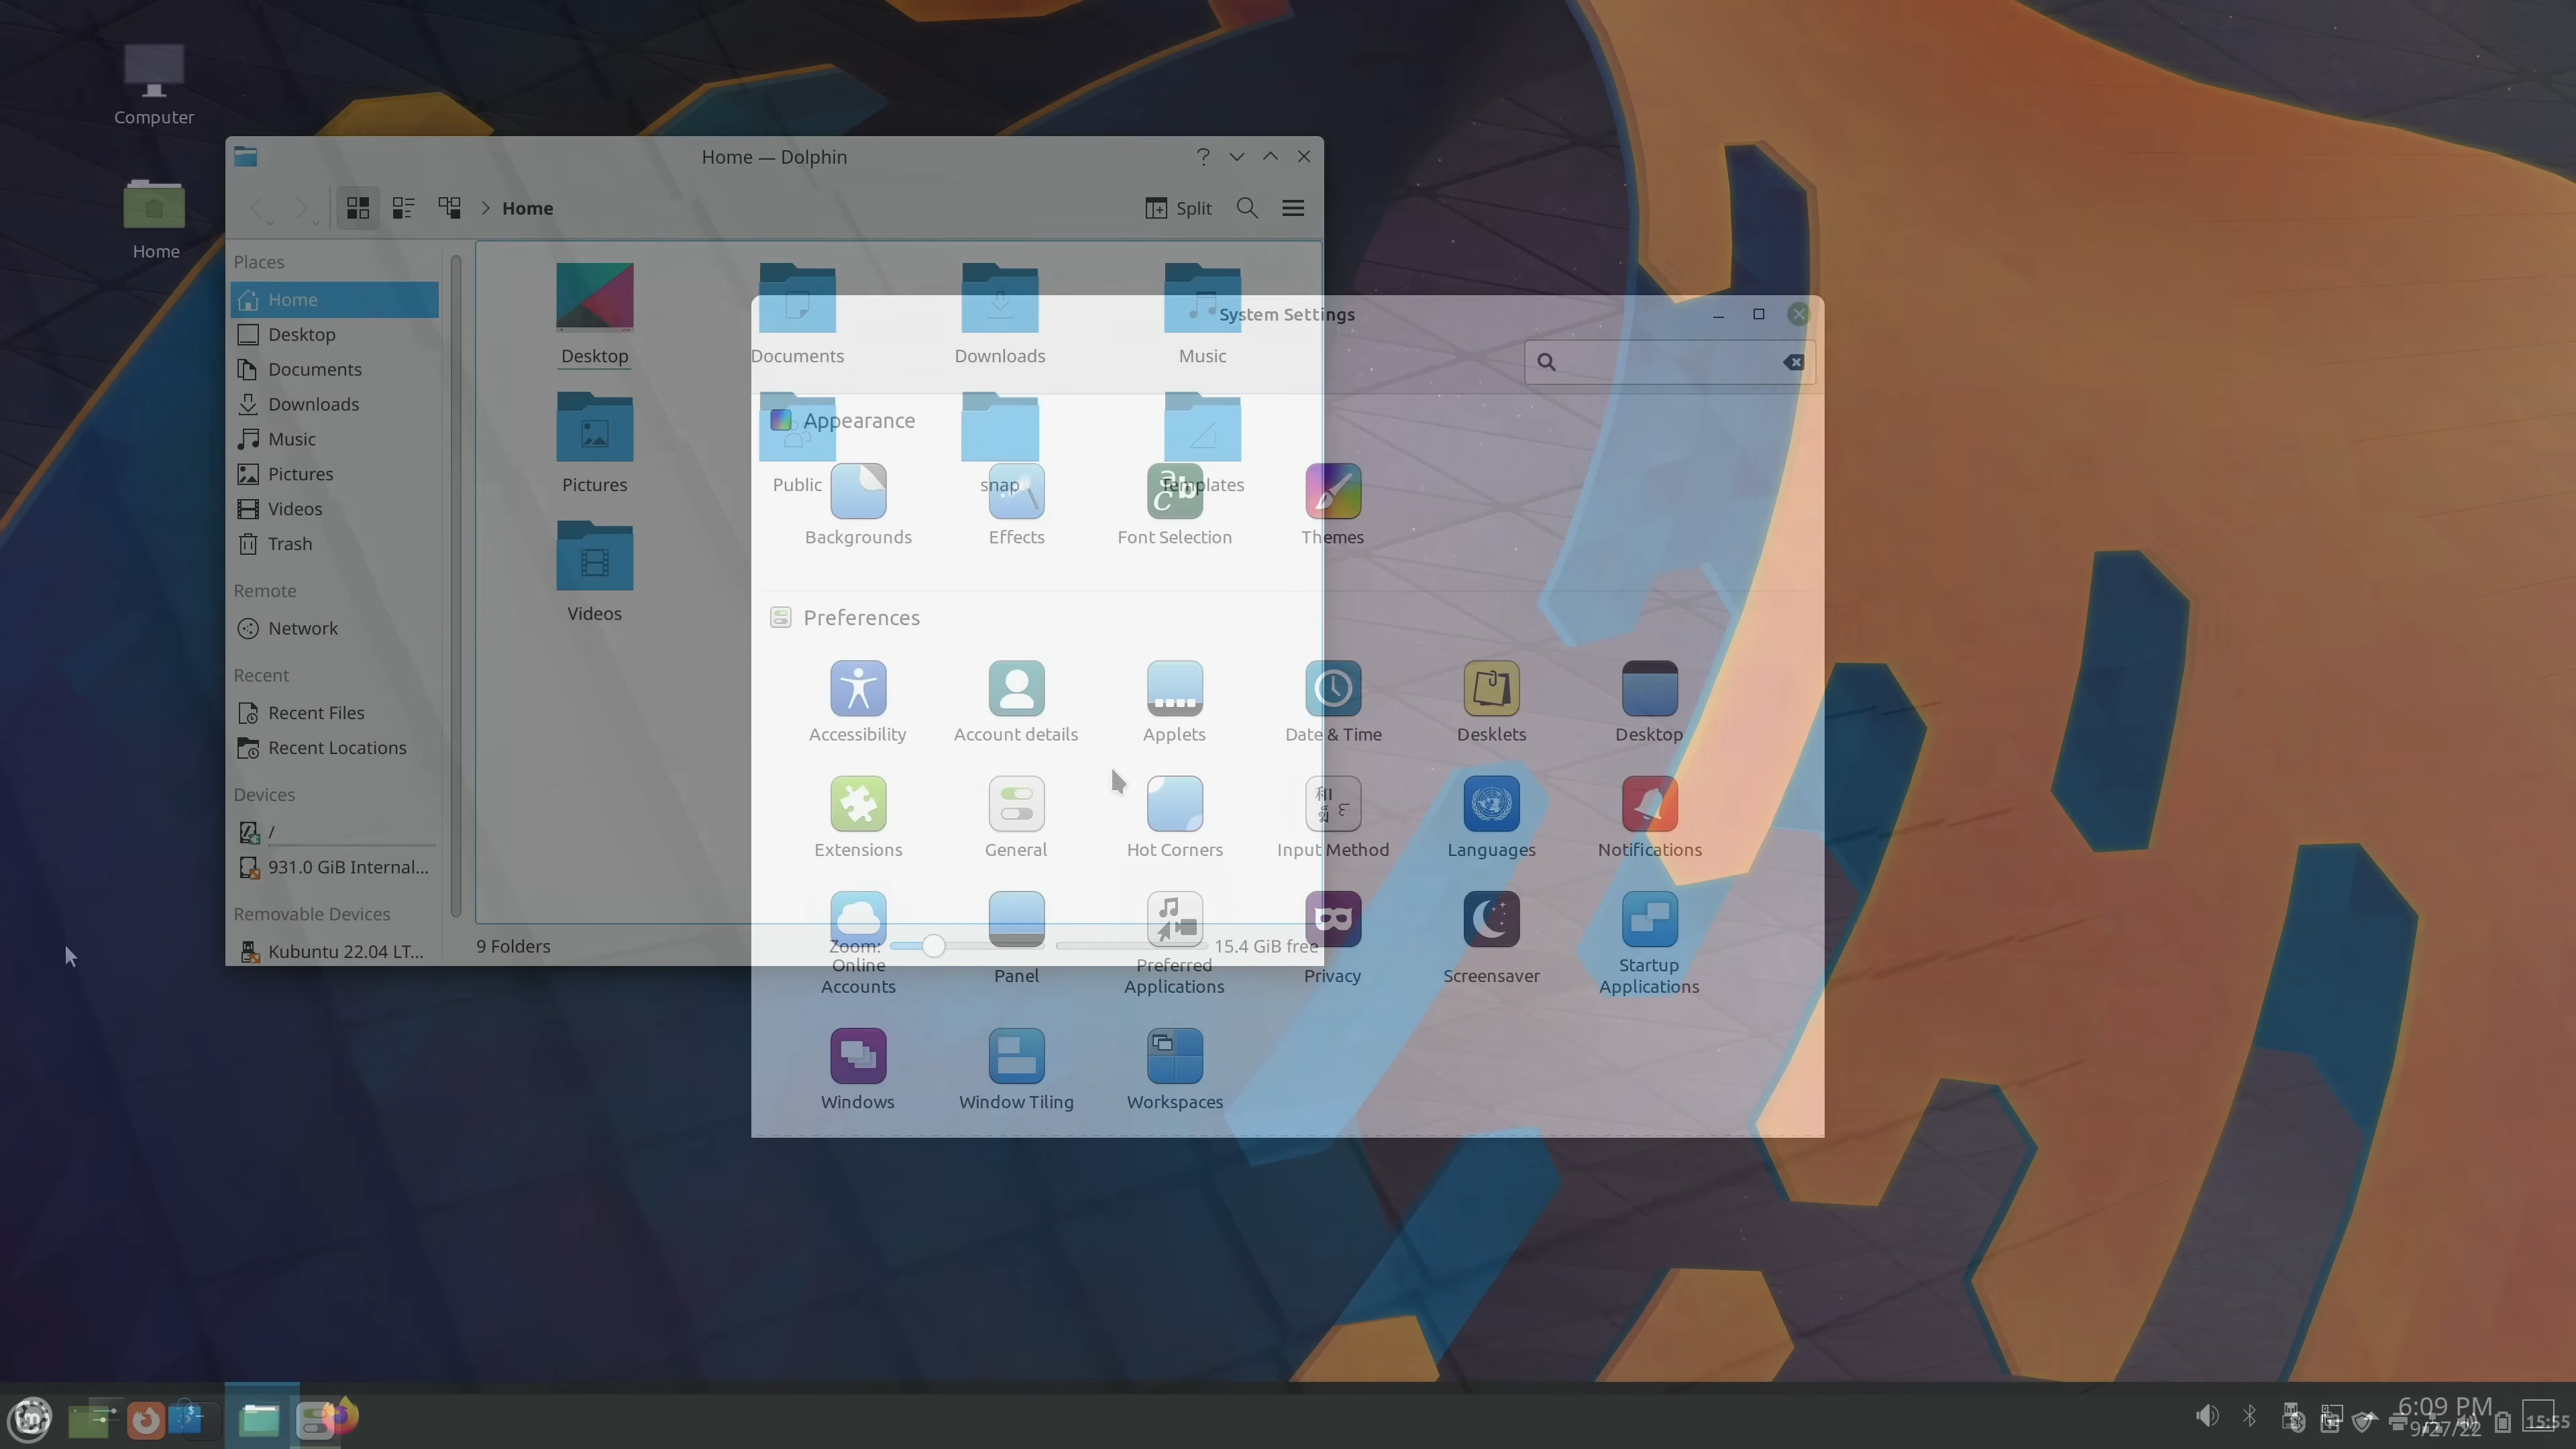 Computer
Home
Home — Dolphin
Home
Split
Places
Home
Desktop
Documents
Downloads
Music
Pictures
Videos
Trash
Remote
Network
Recent
Recent Files
Recent Locations
Devices
/
931.0 GiB Internal...
Removable Devices
Kubuntu 22.04 LT...
Desktop
Documents
Downloads
Music
Pictures
Public
snap
Templates
Videos
9 Folders
Zoom:
15.4 GiB free
System Settings
Appearance
Backgrounds
Effects
Font Selection
Themes
Preferences
Accessibility
Account details
Applets
Date & Time
Desklets
Desktop
Extensions
General
Hot Corners
Input Method
Languages
Notifications
Online
Accounts
Panel
Preferred
Applications
Privacy
Screensaver
Startup
Applications
Windows
Window Tiling
Workspaces
6:09 PM
9/27/22
15:55